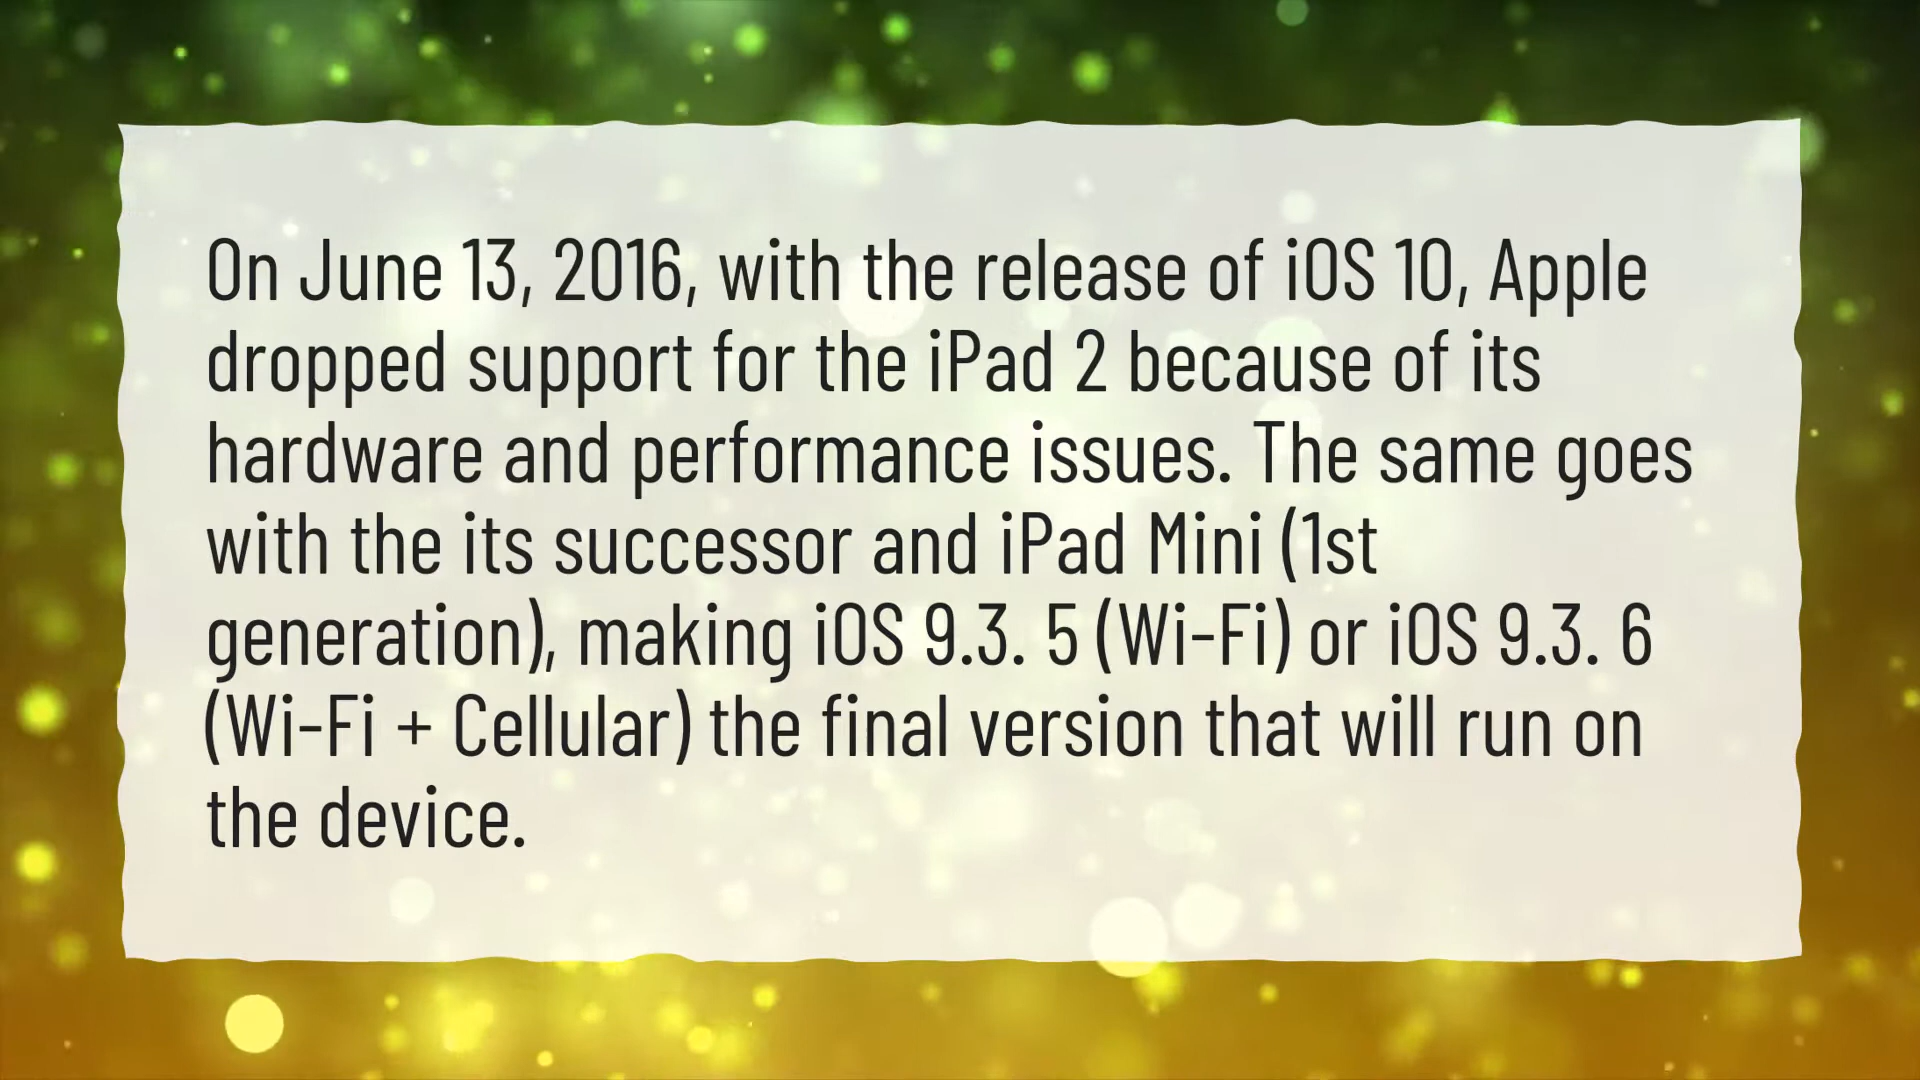 On June 13, 2016, with the release of iOS 10, Apple
dropped support for the iPad 2 because of its
hardware and performance issues. The same goes
with the its successor and iPad Mini (1st
generation), making iOS 9.3. 5 (Wi-Fi) or iOS 9.3. 6
(Wi-Fi + Cellular) the final version that will run on
the device.